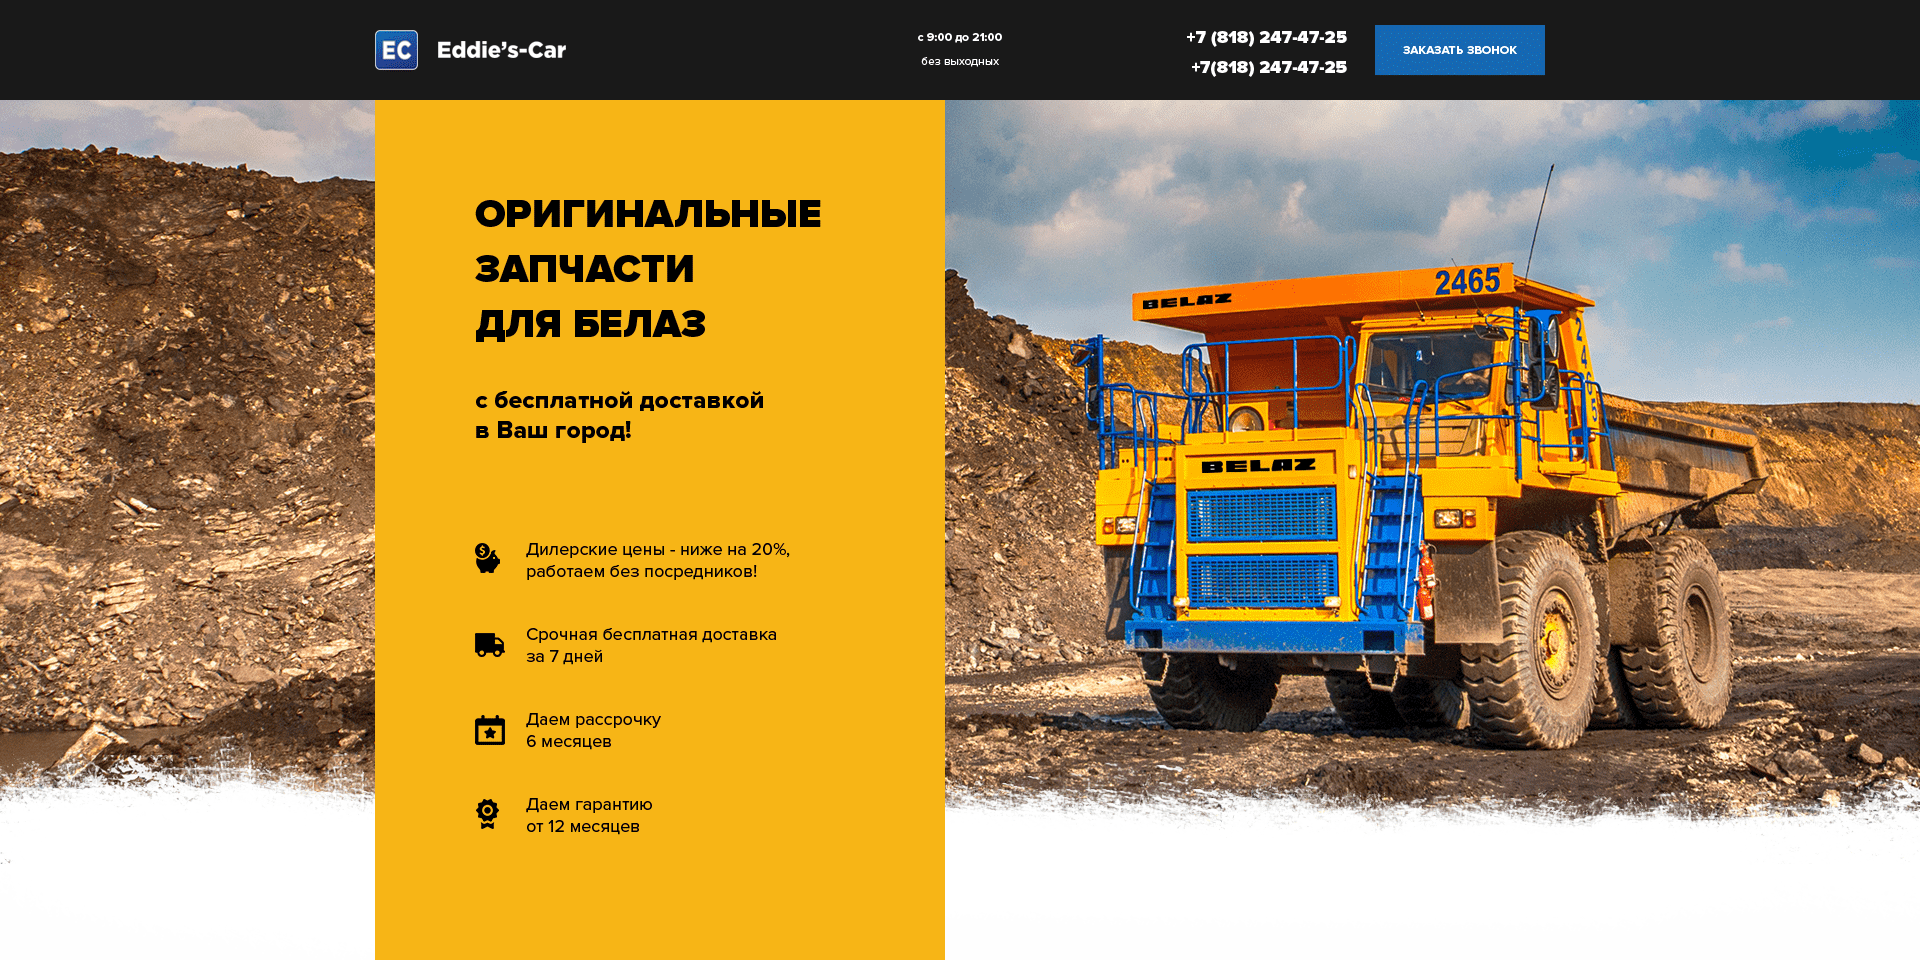 EC
Eddie's-Car
с 9:00 до 21:00
без выходных
+7 (818) 247-47-25
+7(818) 247-47-25
ЗАКАЗАТЬ ЗВОНОК
ОРИГИНАЛЬНЫЕ
ЗАПЧАСТИ
ДЛЯ БЕЛАЗ
с бесплатной доставкой
в Ваш город!
Дилерские цены - ниже на 20%,
работаем без посредников!
Срочная бесплатная доставка
за 7 дней
Даем рассрочку
6 месяцев
Даем гарантию
от 12 месяцев
BELAZ
2465
2465
BELAZ